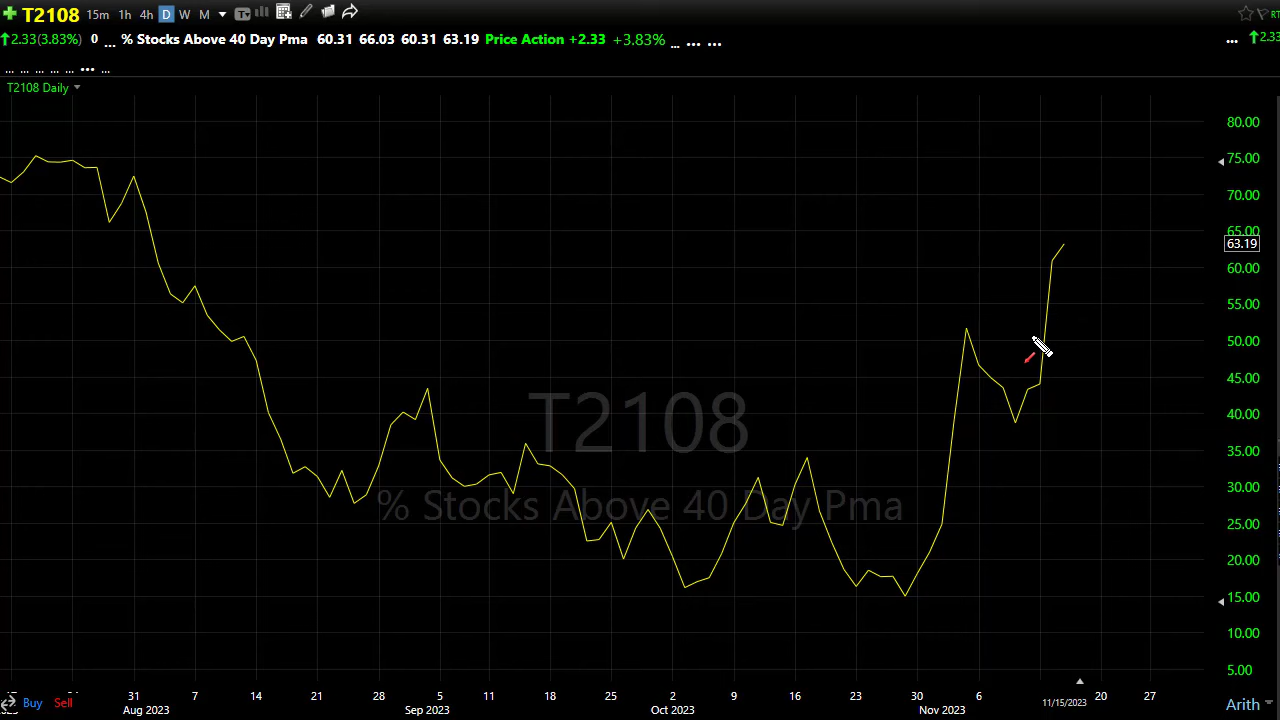 T2108 15m 1h 4h D W M RT
↑2.33(3.83%) 0 ... % Stocks Above 40 Day Pma 60.31 66.03 60.31 63.19 Price Action +2.33 +3.83% ... ... ... ... ↑2.33
... ... ... ... ... ... ...
T2108 Daily
80.00
75.00
70.00
65.00
63.19
60.00
55.00
50.00
45.00
40.00
T2108
35.00
30.00
% Stocks Above 40 Day Pma
25.00
20.00
15.00
10.00
5.00
31 7 14 21 28 5 11 18 25 2 9 16 23 30 6 11/15/2023 20 27
Buy Sell Aug 2023 Sep 2023 Oct 2023 Nov 2023 Arith